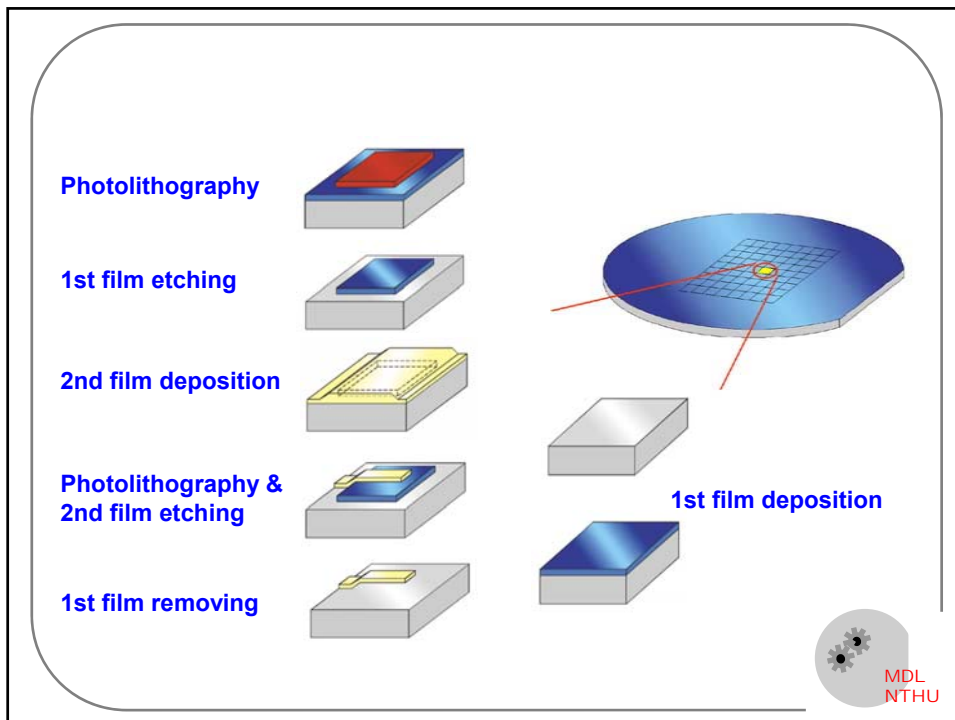 Photolithography
1st film etching
2nd film deposition
Photolithography &
2nd film etching
1st film removing
1st film deposition
MDL
NTHU